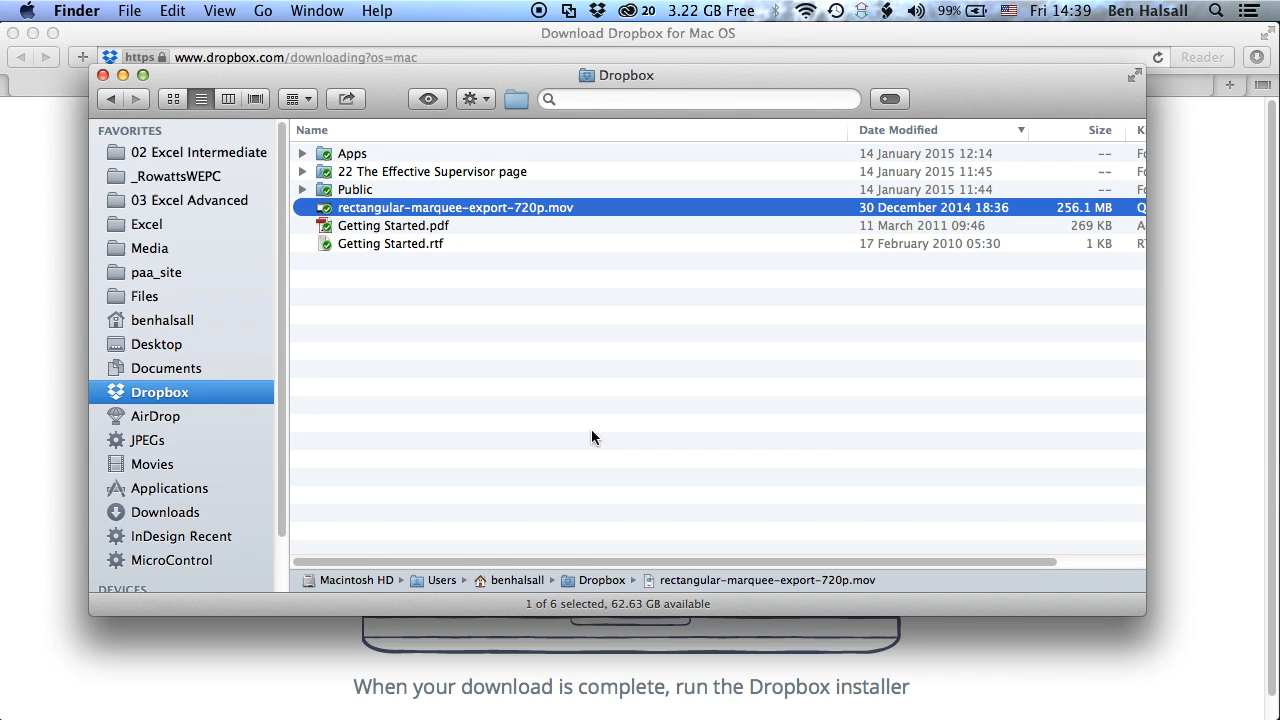 Finder File Edit View Go Window Help 20 3.22 GB Free 99% Fri 14:39 Ben Halsall
Download Dropbox for Mac OS
https www.dropbox.com/downloading?os=mac Reader
Dropbox
FAVORITES
02 Excel Intermediate
_RowattsWEPC
03 Excel Advanced
Excel
Media
paa_site
Files
benhalsall
Desktop
Documents
Dropbox
AirDrop
JPEGs
Movies
Applications
Downloads
InDesign Recent
MicroControl
DEVICES
Name Date Modified Size K
Apps 14 January 2015 12:14 -- Fo
22 The Effective Supervisor page 14 January 2015 11:45 -- Fo
Public 14 January 2015 11:44 -- Fo
rectangular-marquee-export-720p.mov 30 December 2014 18:36 256.1 MB Q
Getting Started.pdf 11 March 2011 09:46 269 KB A
Getting Started.rtf 17 February 2010 05:30 1 KB RT
Macintosh HD Users benhalsall Dropbox rectangular-marquee-export-720p.mov
1 of 6 selected, 62.63 GB available
When your download is complete, run the Dropbox installer